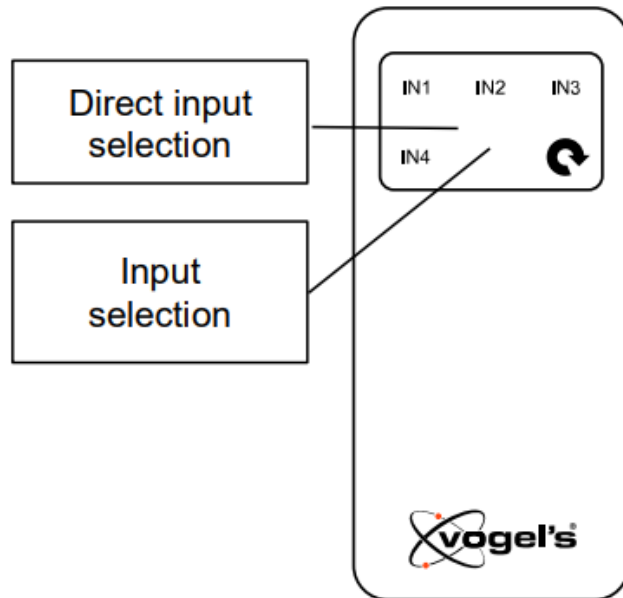 Direct input
selection
IN1 IN2 IN3
IN4
Input
selection
vogel's®